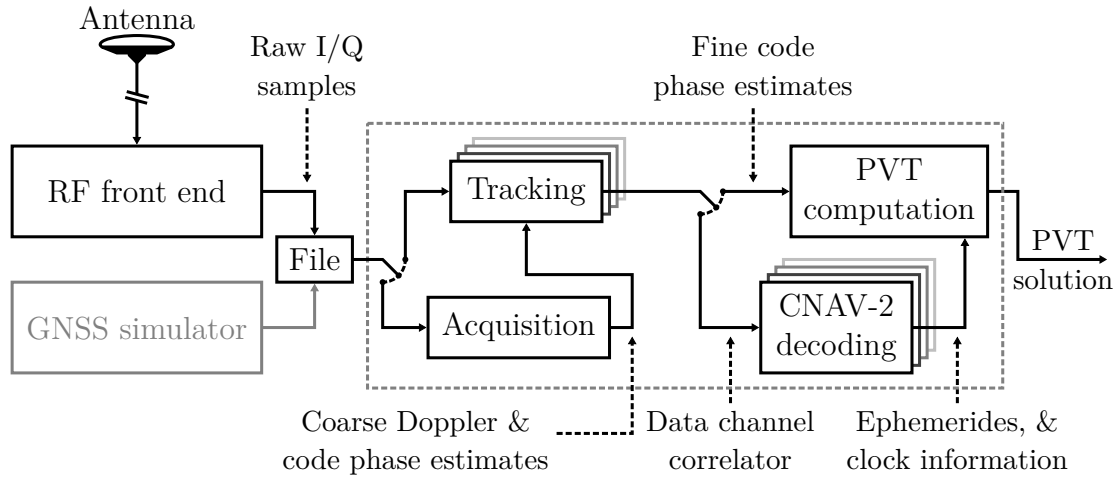 Antenna
Raw I/Q
samples
Fine code
phase estimates
RF front end
Tracking
PVT
computation
File
PVT
solution
GNSS simulator
Acquisition
CNAV-2
decoding
Coarse Doppler &
code phase estimates
Data channel
correlator
Ephemerides, &
clock information